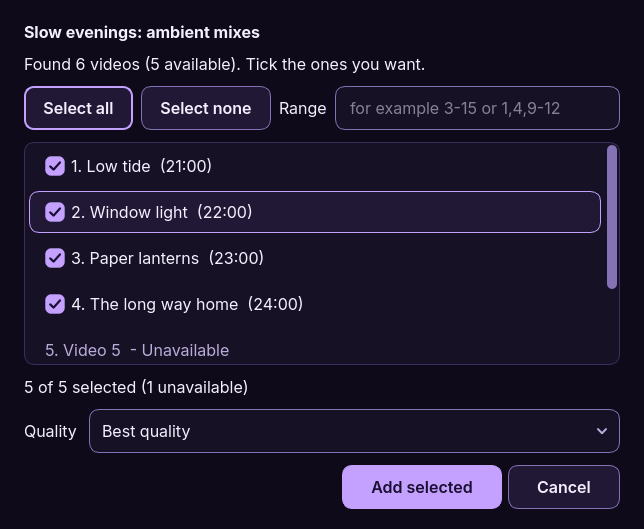 Slow evenings: ambient mixes
Found 6 videos (5 available). Tick the ones you want.
Select all Select none Range for example 3-15 or 1,4,9-12
1. Low tide (21:00)
2. Window light (22:00)
3. Paper lanterns (23:00)
4. The long way home (24:00)
5. Video 5 - Unavailable
5 of 5 selected (1 unavailable)
Quality Best quality
Add selected Cancel